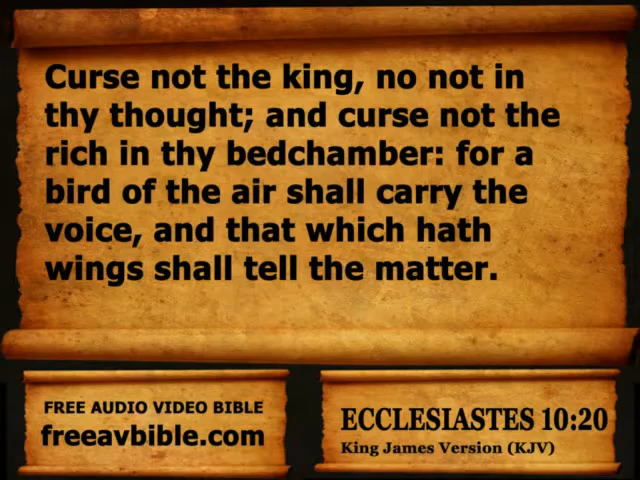 Curse not the king, no not in
thy thought; and curse not the
rich in thy bedchamber: for a
bird of the air shall carry the
voice, and that which hath
wings shall tell the matter.
FREE AUDIO VIDEO BIBLE
freeavbible.com
ECCLESIASTES 10:20
King James Version (KJV)